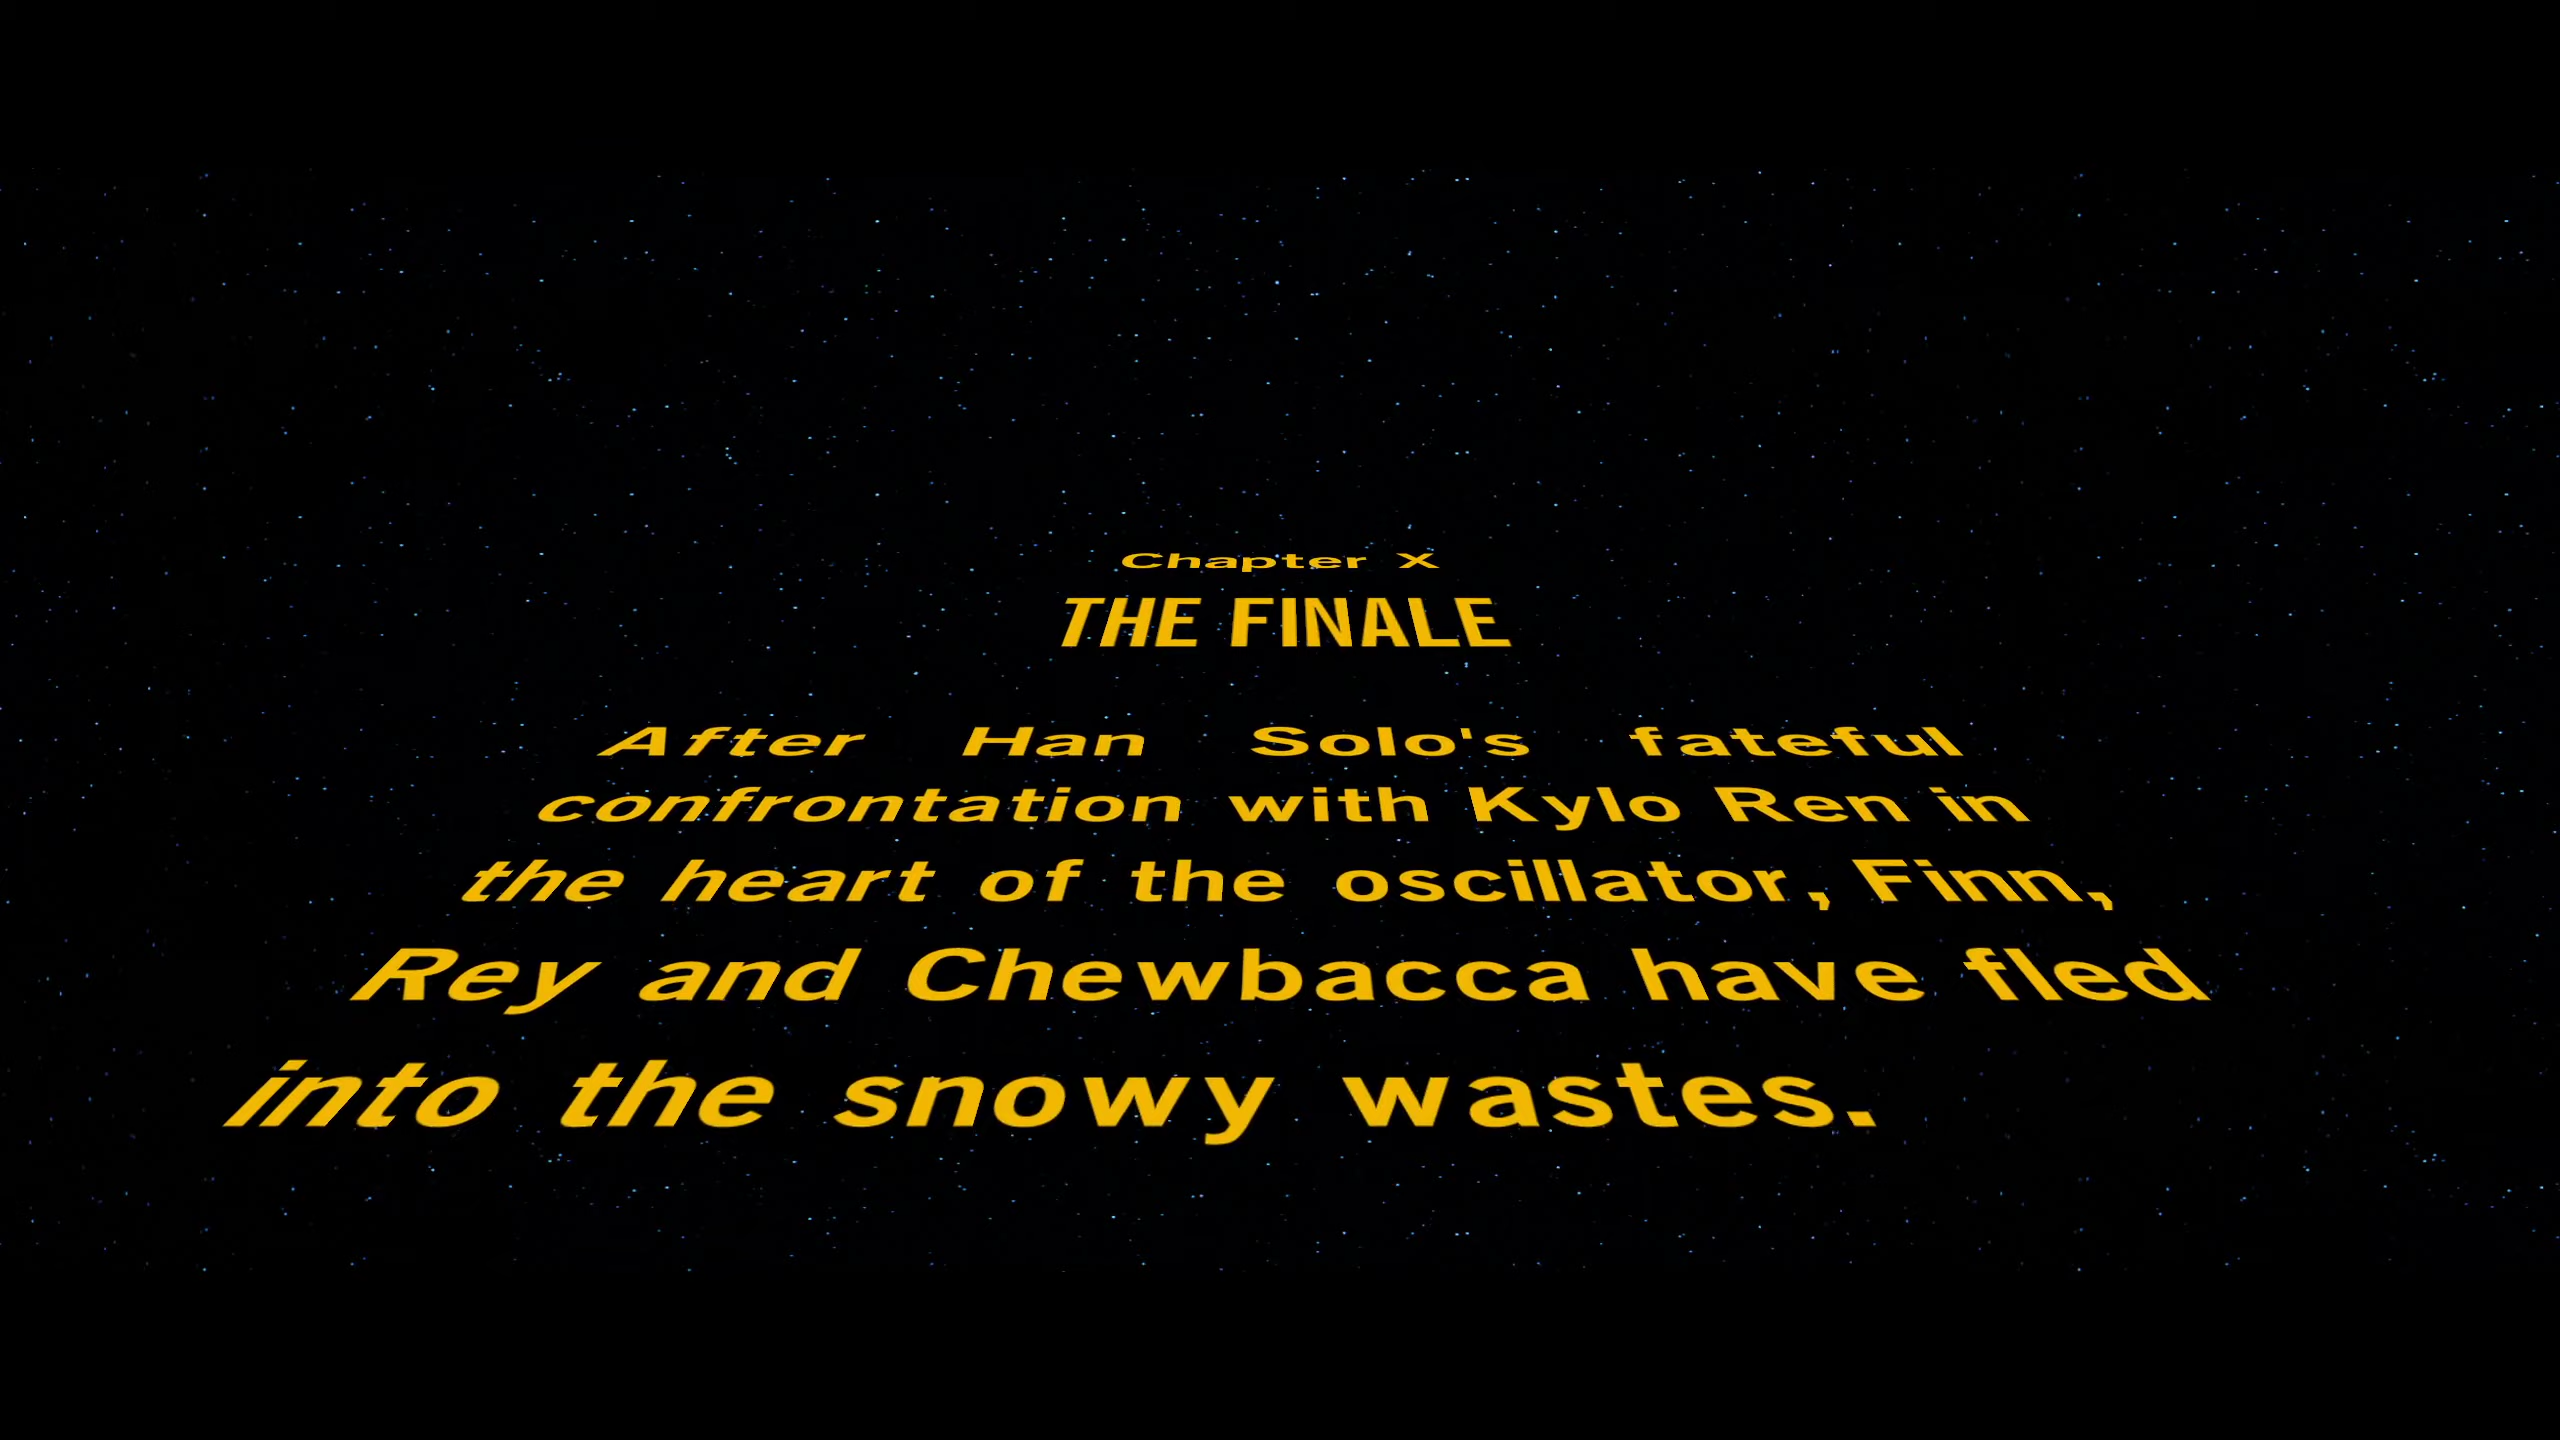 Chapter X
THE FINALE
After Han Solo's fateful
confrontation with Kylo Ren in
the heart of the oscillator, Finn,
Rey and Chewbacca have fled
into the snowy wastes.